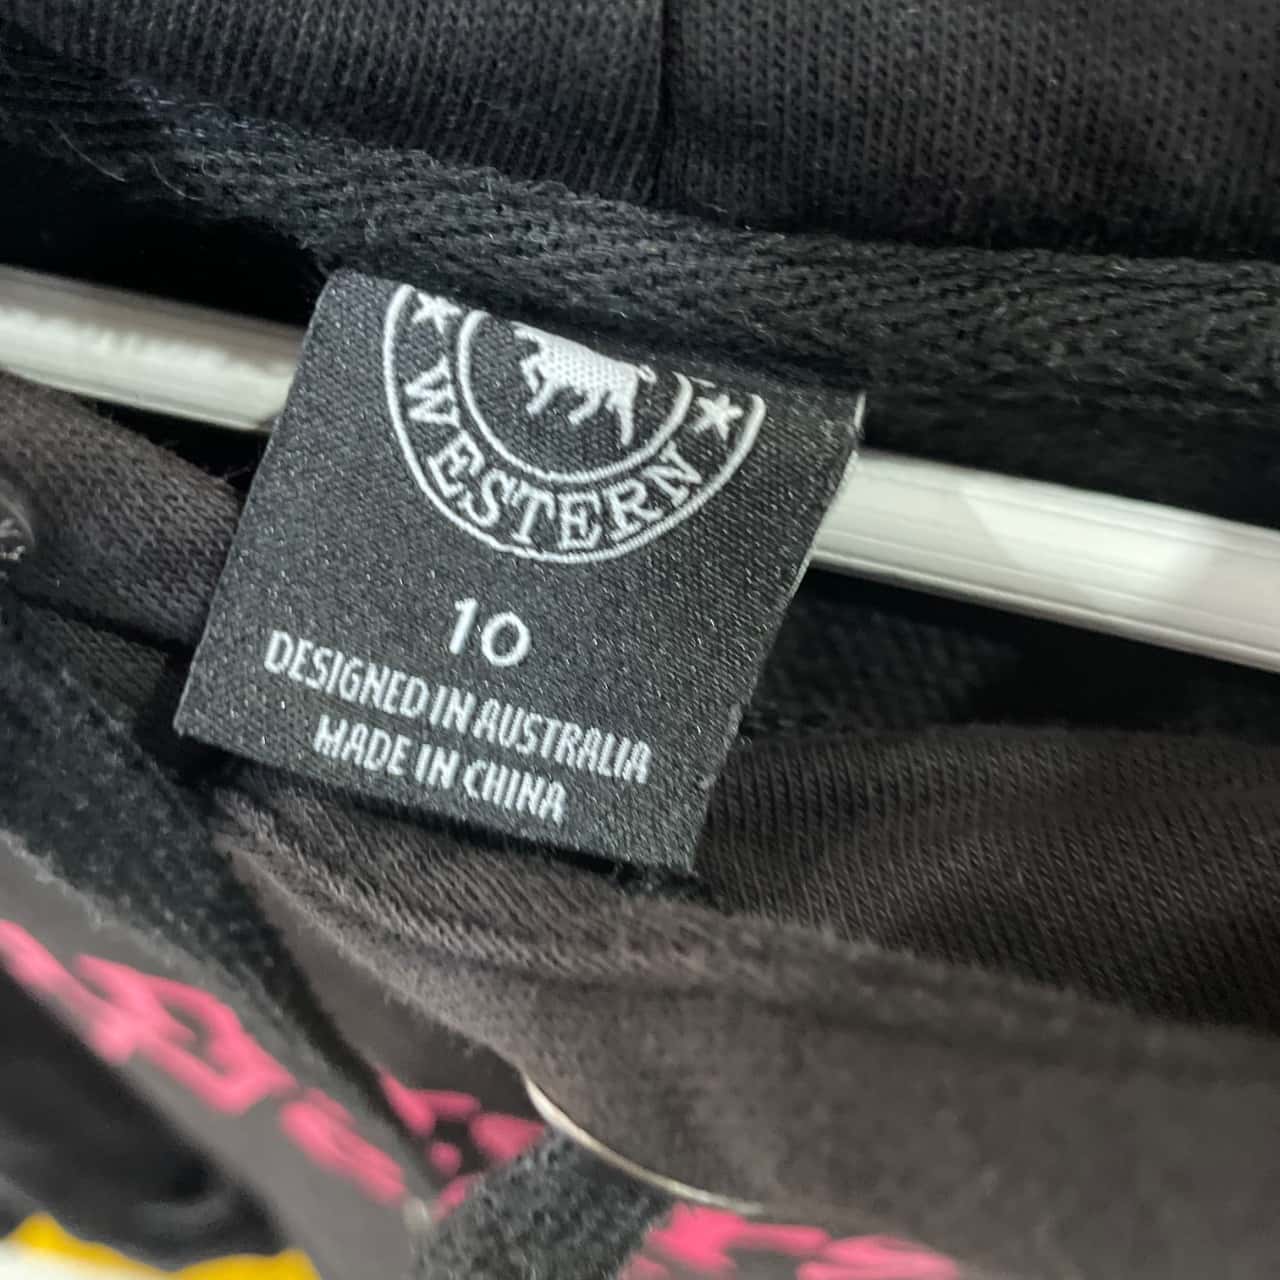 WESTERN
10
DESIGNED IN AUSTRALIA
MADE IN CHINA